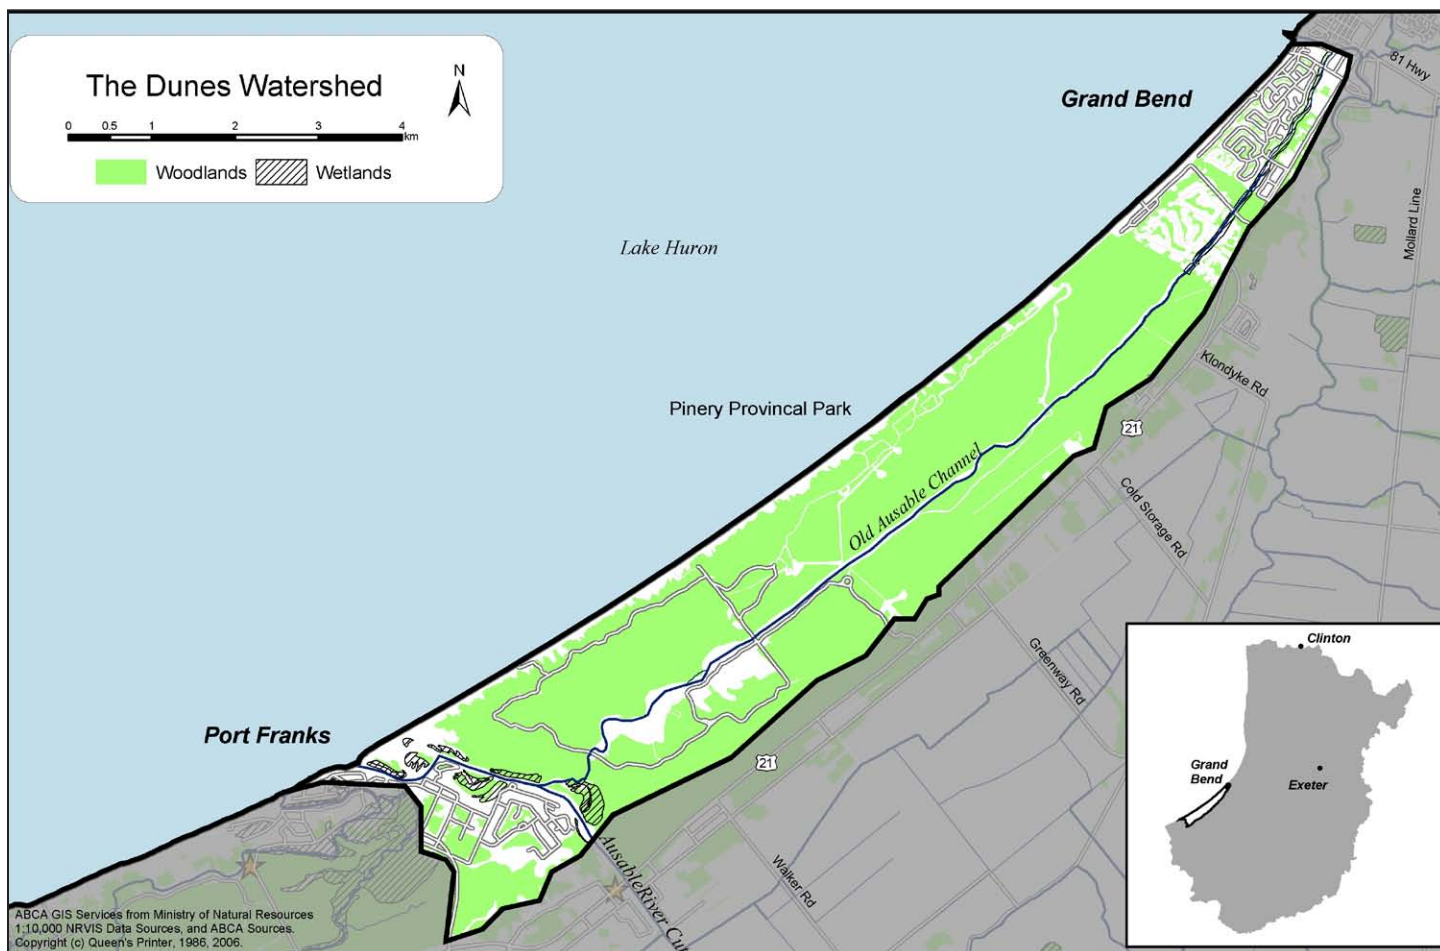 The Dunes Watershed
N
0 0.5 1 2 3 4
km
Woodlands Wetlands
Grand Bend
81 Hwy
Mollard Line
Lake Huron
Klondyke Rd
Pinery Provincal Park
21
Old Ausable Channel
Cold Storage Rd
Greenway Rd
Port Franks
21
AusableRiver Cut
Walker Rd
Clinton
Grand
Bend
Exeter
ABCA GIS Services from Ministry of Natural Resources
1:10,000 NRVIS Data Sources, and ABCA Sources.
Copyright (c) Queen's Printer, 1986, 2006.